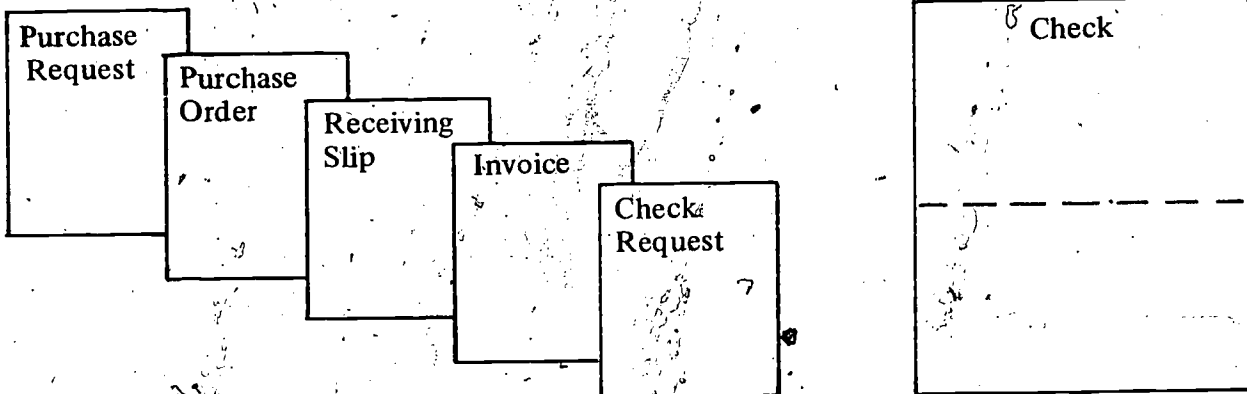 Purchase
Request
Purchase
Order
Receiving
Slip
Invoice
Check
Request
Check